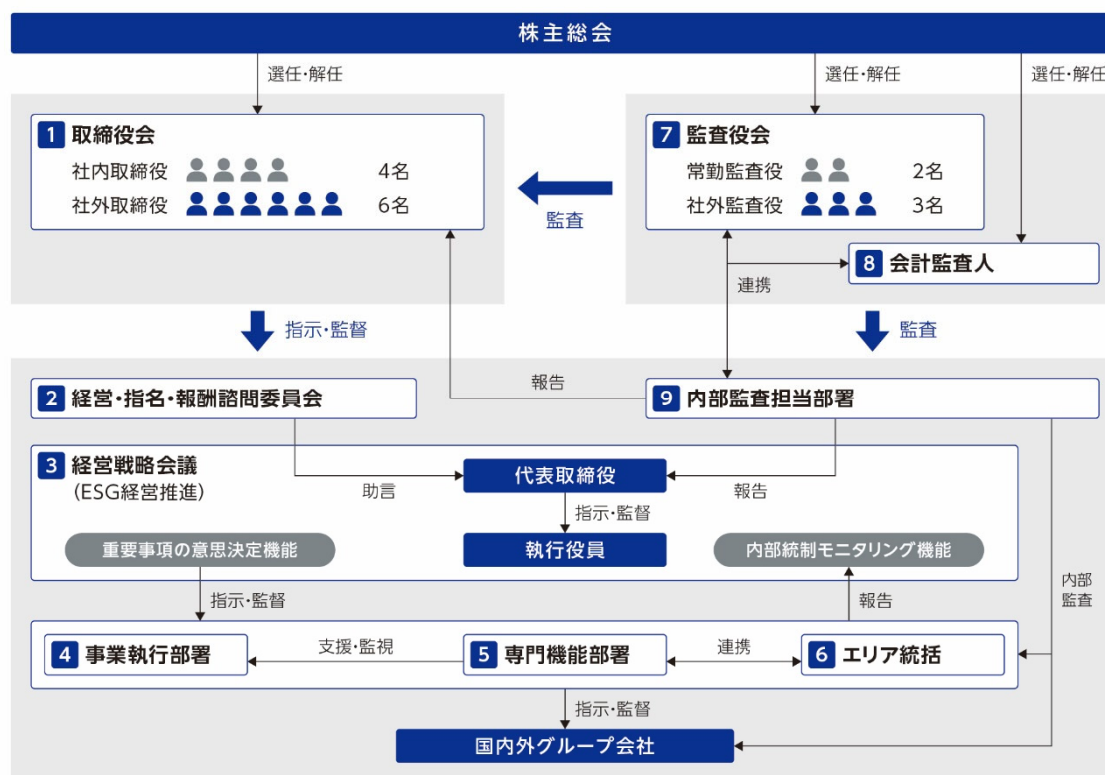 株主総会
選任・解任
選任・解任
選任・解任
1 取締役会
社内取締役 4名
社外取締役 6名
監査
7 監査役会
常勤監査役 2名
社外監査役 3名
連携
8 会計監査人
指示・監督
監査
2 経営・指名・報酬諮問委員会
報告
9 内部監査担当部署
3 経営戦略会議
(ESG経営推進)
助言
代表取締役
報告
指示・監督
重要事項の意思決定機能
執行役員
内部統制モニタリング機能
内部
監査
指示・監督
報告
4 事業執行部署
支援・監視
5 専門機能部署
連携
6 エリア統括
指示・監督
国内外グループ会社